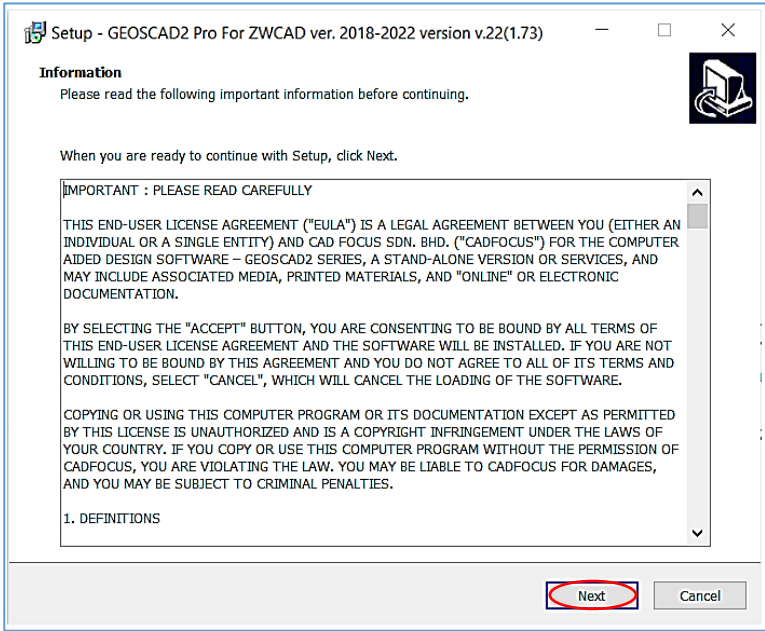 Setup - GEOSCAD2 Pro For ZWCAD ver. 2018-2022 version v.22(1.73)
Information
Please read the following important information before continuing.
When you are ready to continue with Setup, click Next.
IMPORTANT : PLEASE READ CAREFULLY
THIS END-USER LICENSE AGREEMENT ("EULA") IS A LEGAL AGREEMENT BETWEEN YOU (EITHER AN
INDIVIDUAL OR A SINGLE ENTITY) AND CAD FOCUS SDN. BHD. ("CADFOCUS") FOR THE COMPUTER
AIDED DESIGN SOFTWARE – GEOSCAD2 SERIES, A STAND-ALONE VERSION OR SERVICES, AND
MAY INCLUDE ASSOCIATED MEDIA, PRINTED MATERIALS, AND "ONLINE" OR ELECTRONIC
DOCUMENTATION.
BY SELECTING THE "ACCEPT" BUTTON, YOU ARE CONSENTING TO BE BOUND BY ALL TERMS OF
THIS END-USER LICENSE AGREEMENT AND THE SOFTWARE WILL BE INSTALLED. IF YOU ARE NOT
WILLING TO BE BOUND BY THIS AGREEMENT AND YOU DO NOT AGREE TO ALL OF ITS TERMS AND
CONDITIONS, SELECT "CANCEL", WHICH WILL CANCEL THE LOADING OF THE SOFTWARE.
COPYING OR USING THIS COMPUTER PROGRAM OR ITS DOCUMENTATION EXCEPT AS PERMITTED
BY THIS LICENSE IS UNAUTHORIZED AND IS A COPYRIGHT INFRINGEMENT UNDER THE LAWS OF
YOUR COUNTRY. IF YOU COPY OR USE THIS COMPUTER PROGRAM WITHOUT THE PERMISSION OF
CADFOCUS, YOU ARE VIOLATING THE LAW. YOU MAY BE LIABLE TO CADFOCUS FOR DAMAGES,
AND YOU MAY BE SUBJECT TO CRIMINAL PENALTIES.
1. DEFINITIONS
Next
Cancel